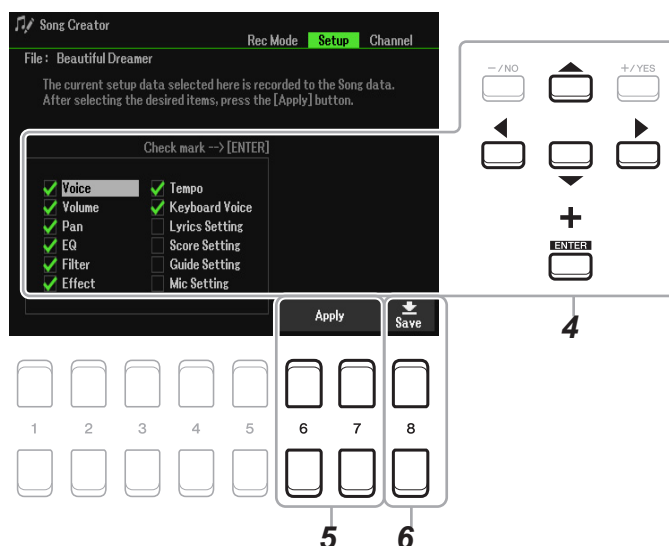 Song Creator
Rec Mode Setup Channel
File : Beautiful Dreamer
The current setup data selected here is recorded to the Song data.
After selecting the desired items, press the [Apply] button.
Check mark --> [ENTER]
Voice Tempo
Volume Keyboard Voice
Pan Lyrics Setting
EQ Score Setting
Filter Guide Setting
Effect Mic Setting
Apply Save
–/NO +/YES
+
ENTER
4
1 2 3 4 5 6 7 8
5 6